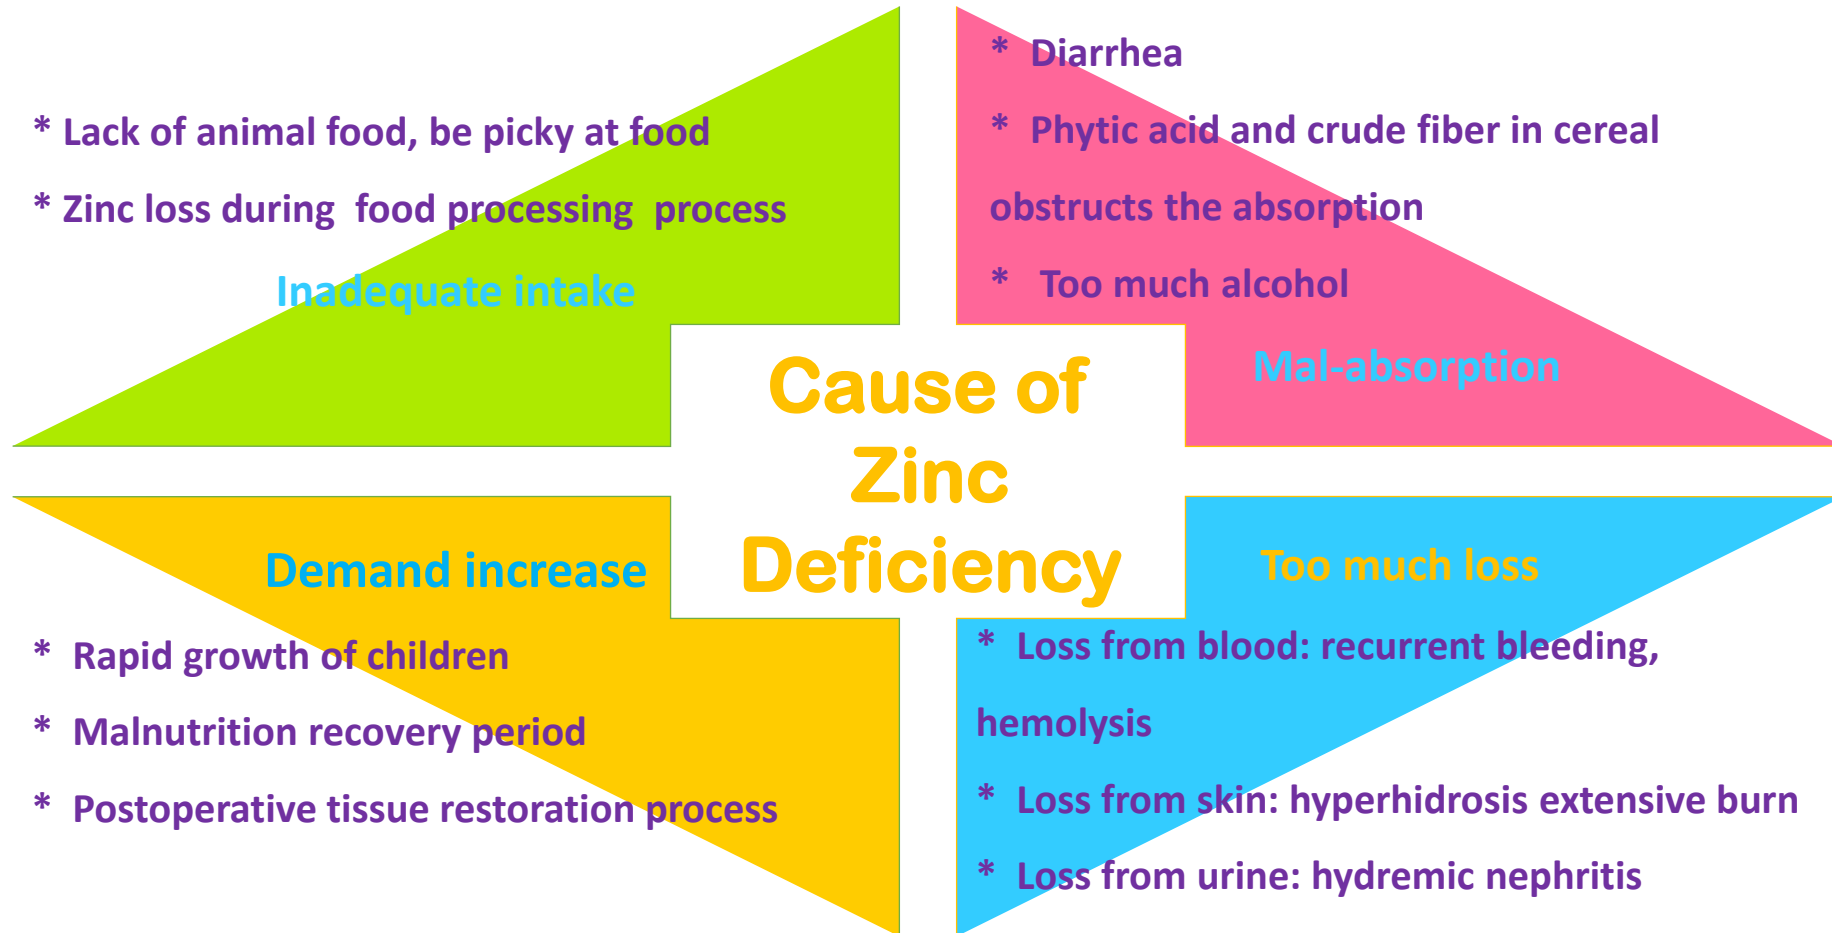 * Lack of animal food, be picky at food
* Zinc loss during food processing process
Inadequate intake
* Diarrhea
* Phytic acid and crude fiber in cereal
obstructs the absorption
* Too much alcohol
Mal-absorption
Cause of
Zinc
Deficiency
Demand increase
* Rapid growth of children
* Malnutrition recovery period
* Postoperative tissue restoration process
Too much loss
* Loss from blood: recurrent bleeding,
hemolysis
* Loss from skin: hyperhidrosis extensive burn
* Loss from urine: hydremic nephritis